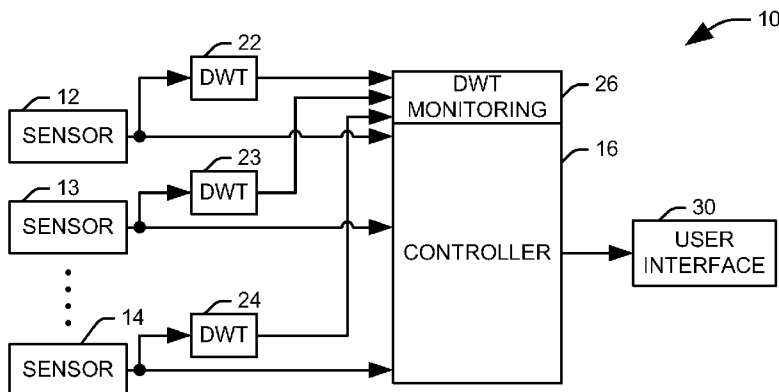 10
22
DWT
12
SENSOR
DWT
MONITORING
26
23
DWT
16
13
SENSOR
CONTROLLER
30
USER
INTERFACE
24
DWT
14
SENSOR